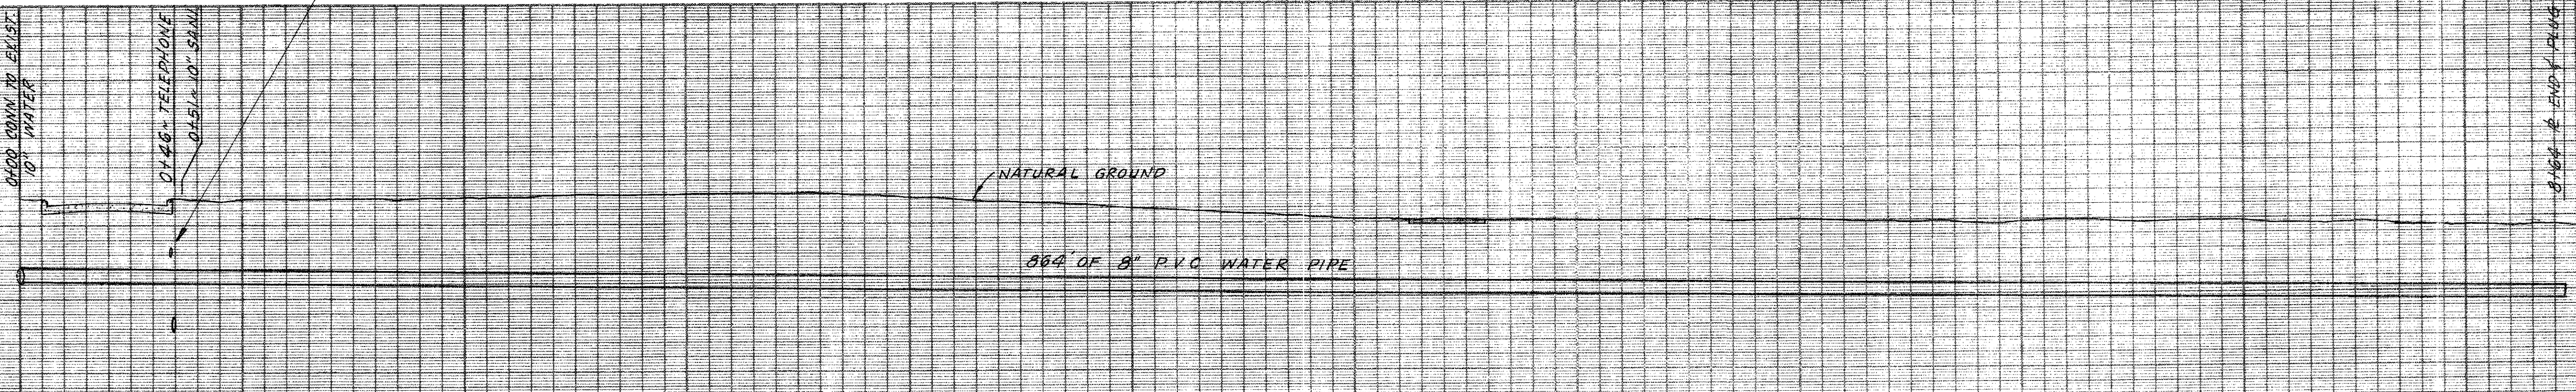 0+00 CONN. TO EXIST.
10" WATER
0+46~ TELEPHONE
0+51~ 10" SAN.
NATURAL GROUND
864' OF 8" P.V.C WATER PIPE
8+64 ℄ END & PLUG